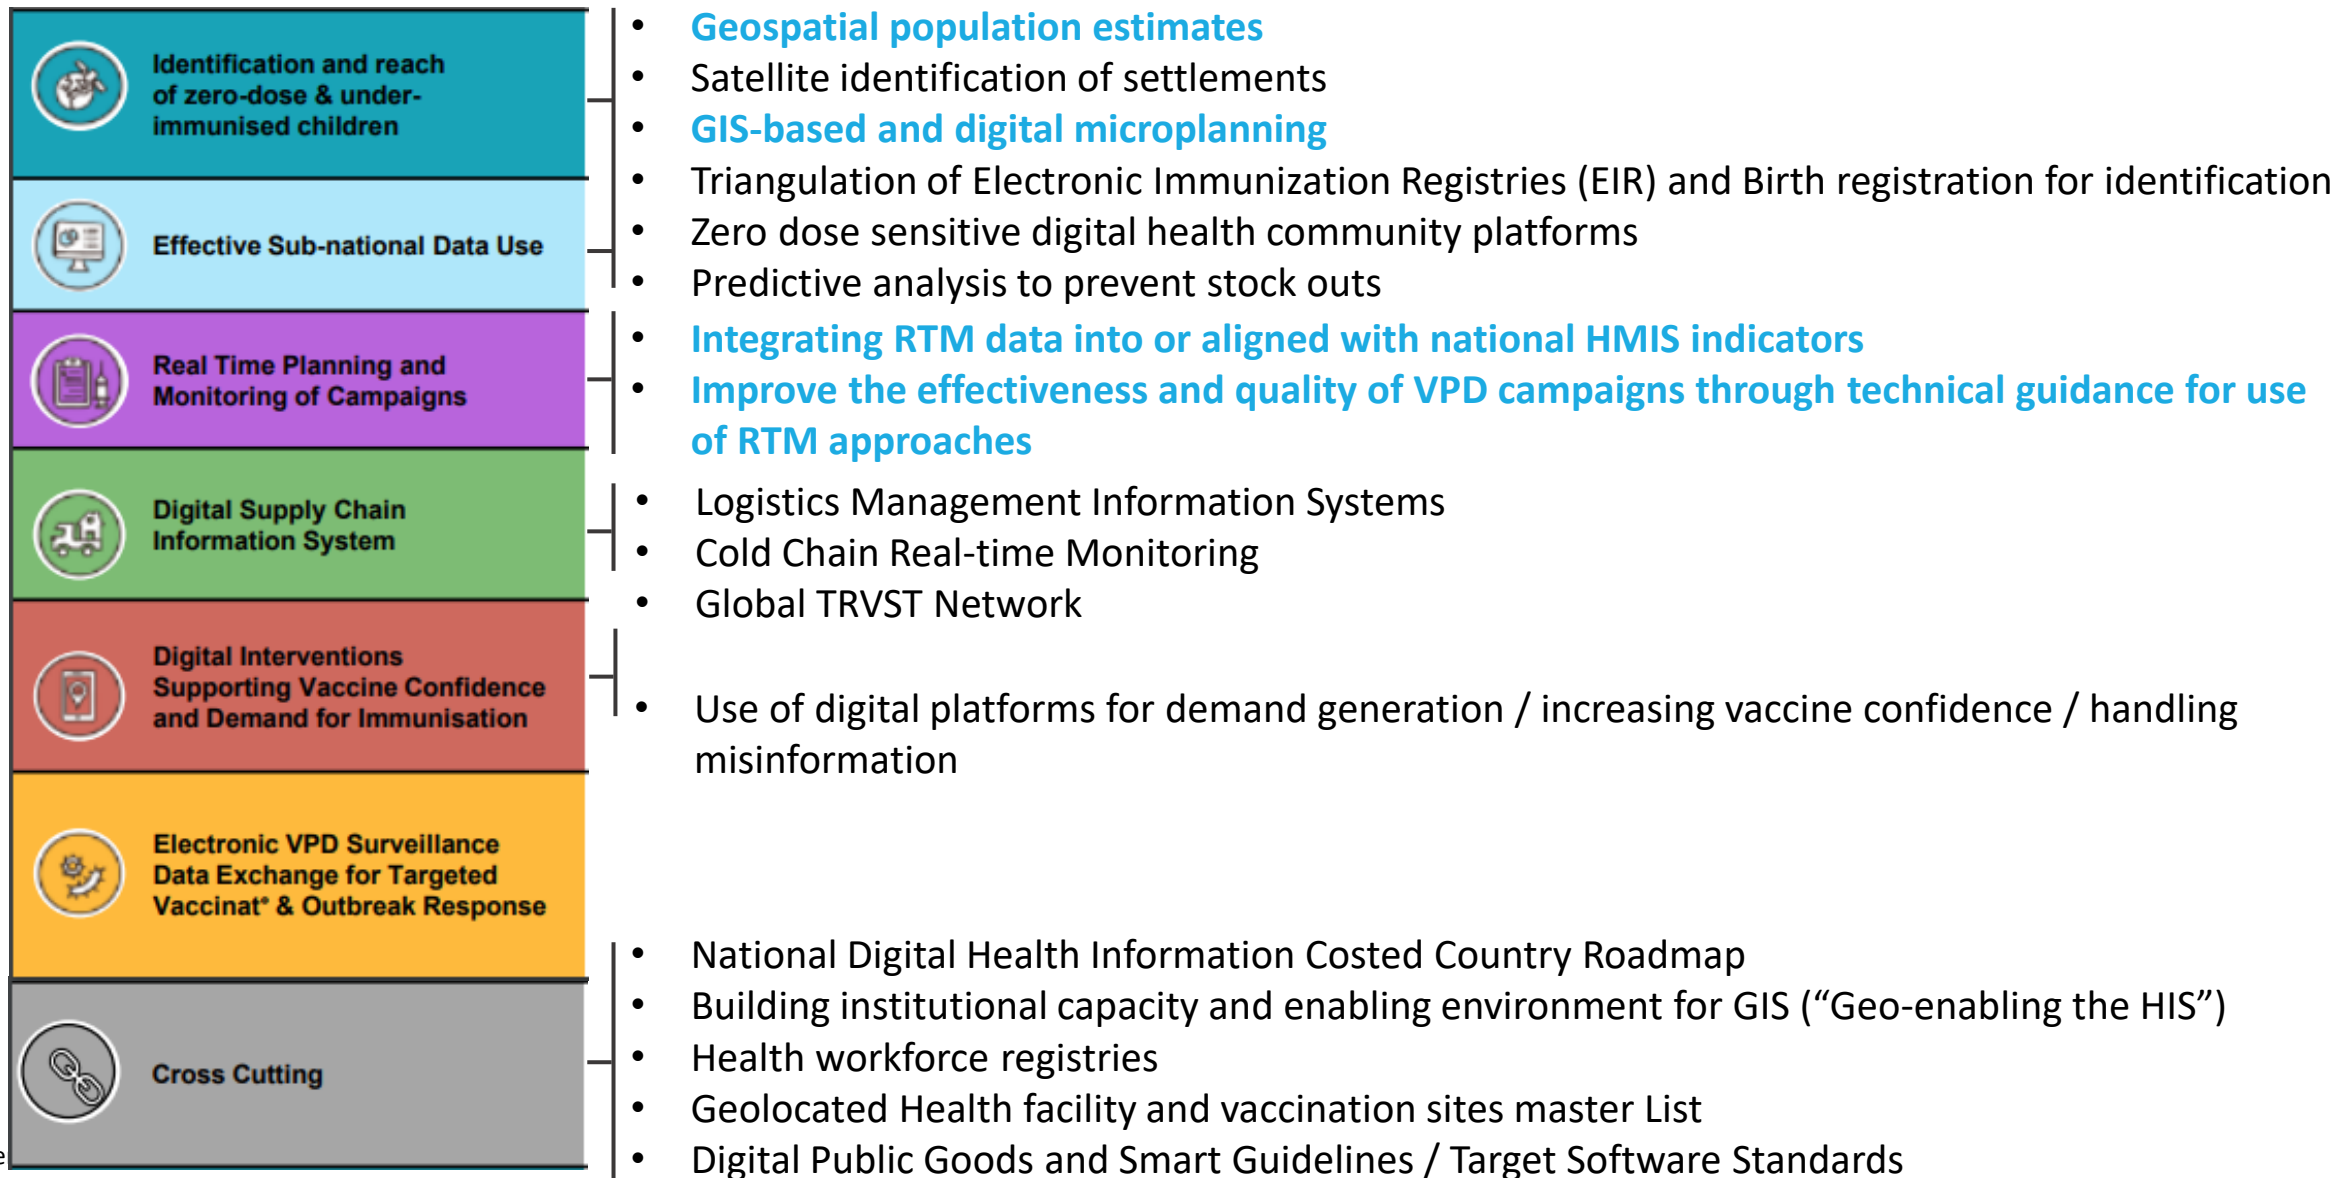 Identification and reach
of zero-dose & under-
immunised children
• Geospatial population estimates
• Satellite identification of settlements
• GIS-based and digital microplanning
• Triangulation of Electronic Immunization Registries (EIR) and Birth registration for identification
Effective Sub-national Data Use
• Zero dose sensitive digital health community platforms
• Predictive analysis to prevent stock outs
Real Time Planning and
Monitoring of Campaigns
• Integrating RTM data into or aligned with national HMIS indicators
• Improve the effectiveness and quality of VPD campaigns through technical guidance for use
of RTM approaches
Digital Supply Chain
Information System
• Logistics Management Information Systems
• Cold Chain Real-time Monitoring
• Global TRVST Network
Digital Interventions
Supporting Vaccine Confidence
and Demand for Immunisation
• Use of digital platforms for demand generation / increasing vaccine confidence / handling
misinformation
Electronic VPD Surveillance
Data Exchange for Targeted
Vaccinat° & Outbreak Response
Cross Cutting
• National Digital Health Information Costed Country Roadmap
• Building institutional capacity and enabling environment for GIS (“Geo-enabling the HIS”)
• Health workforce registries
• Geolocated Health facility and vaccination sites master List
• Digital Public Goods and Smart Guidelines / Target Software Standards